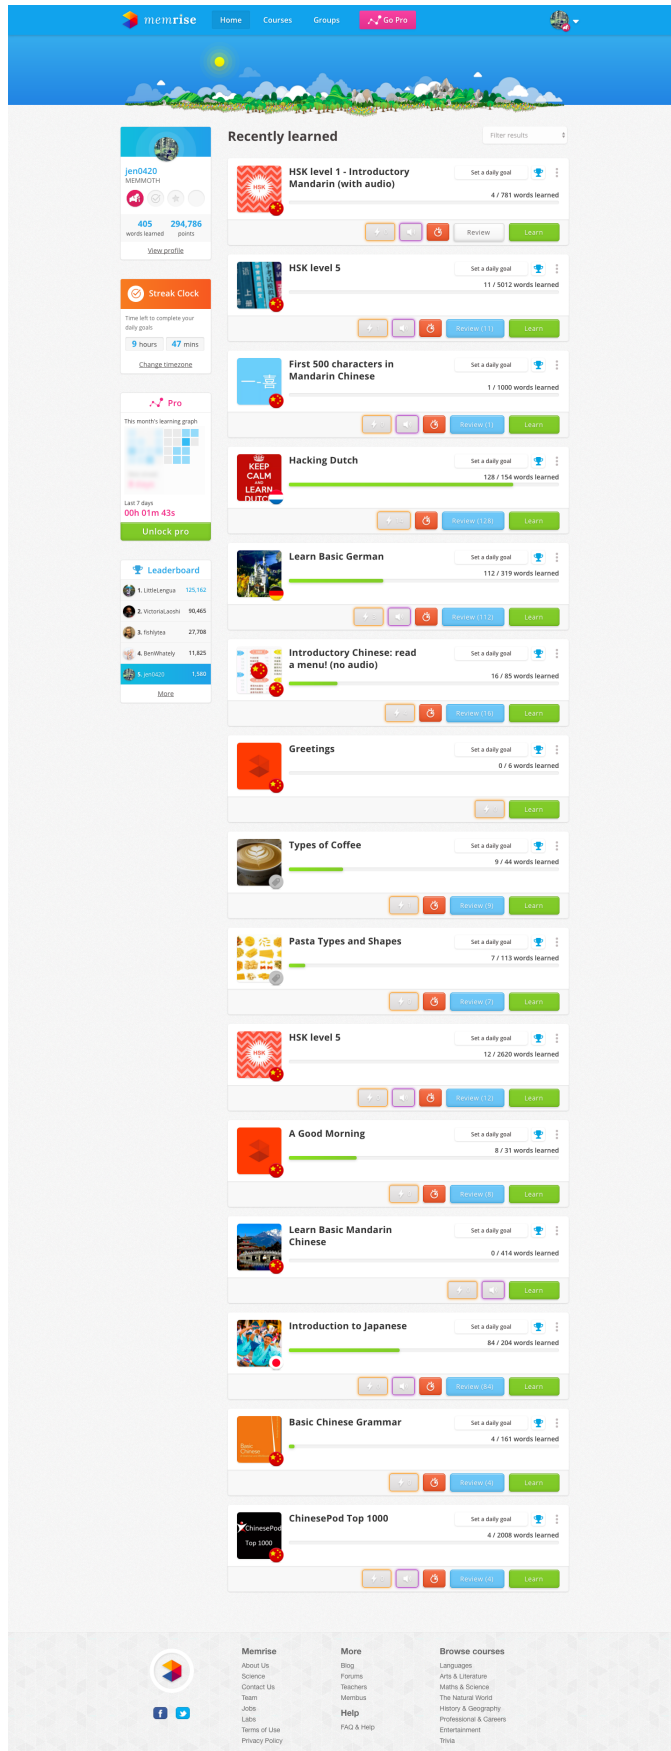 memrise
Home
Courses
Groups
Go Pro
jen0420
MEMMOTH
405
294,786
words learned
points
View profile
Streak Clock
Time left to complete your
daily goals
9 hours
47 mins
Change timezone
Pro
This month's learning graph
Last 7 days
00h 01m 43s
Unlock pro
Leaderboard
1. LittleLengua 125,162
2. VictoriaLaoshi 90,465
3. fishlytea 27,708
4. BenWhately 11,825
5. jen0420 1,580
More
Recently learned
Filter results
HSK
HSK level 1 - Introductory
Mandarin (with audio)
Set a daily goal
4 / 781 words learned
Review
Learn
HSK level 5
Set a daily goal
11 / 5012 words learned
Review (11)
Learn
一-喜
First 500 characters in
Mandarin Chinese
Set a daily goal
1 / 1000 words learned
Review (1)
Learn
KEEP
CALM
AND
LEARN
DUTCH
Hacking Dutch
Set a daily goal
128 / 154 words learned
Review (128)
Learn
Learn Basic German
Set a daily goal
112 / 319 words learned
Review (112)
Learn
Introductory Chinese: read
a menu! (no audio)
Set a daily goal
16 / 85 words learned
Review (16)
Learn
Greetings
Set a daily goal
0 / 6 words learned
Learn
Types of Coffee
Set a daily goal
9 / 44 words learned
Review (9)
Learn
Pasta Types and Shapes
Set a daily goal
7 / 113 words learned
Review (7)
Learn
HSK
HSK level 5
Set a daily goal
12 / 2620 words learned
Review (12)
Learn
A Good Morning
Set a daily goal
8 / 31 words learned
Review (8)
Learn
Learn Basic Mandarin
Chinese
Set a daily goal
0 / 414 words learned
Learn
Introduction to Japanese
Set a daily goal
84 / 204 words learned
Review (84)
Learn
Basic
Chinese
Basic Chinese Grammar
Set a daily goal
4 / 161 words learned
Review (4)
Learn
ChinesePod
Top 1000
ChinesePod Top 1000
Set a daily goal
4 / 2008 words learned
Review (4)
Learn
Memrise
About Us
Science
Contact Us
Team
Jobs
Labs
Terms of Use
Privacy Policy
More
Blog
Forums
Teachers
Membus
Help
FAQ & Help
Browse courses
Languages
Arts & Literature
Maths & Science
The Natural World
History & Geography
Professional & Careers
Entertainment
Trivia